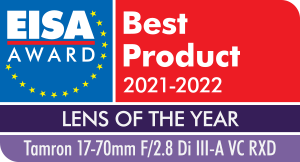 EISA
AWARD
Best
Product
2021-2022
LENS OF THE YEAR
Tamron 17-70mm F/2.8 Di III-A VC RXD